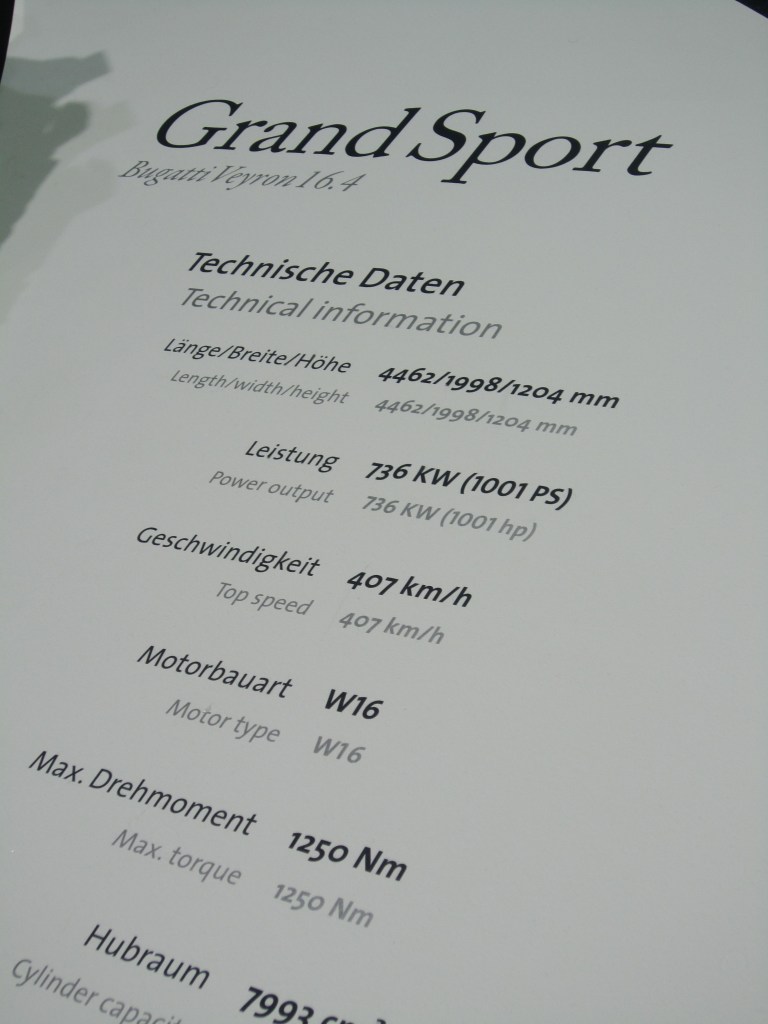 Grand Sport
Bugatti Veyron 16.4
Technische Daten
Technical information
Länge/Breite/Höhe 4462/1998/1204 mm
Length/width/height 4462/1998/1204 mm
Leistung 736 KW (1001 PS)
Power output 736 KW (1001 hp)
Geschwindigkeit 407 km/h
Top speed 407 km/h
Motorbauart W16
Motor type W16
Max. Drehmoment 1250 Nm
Max. torque 1250 Nm
Hubraum 7993
Cylinder